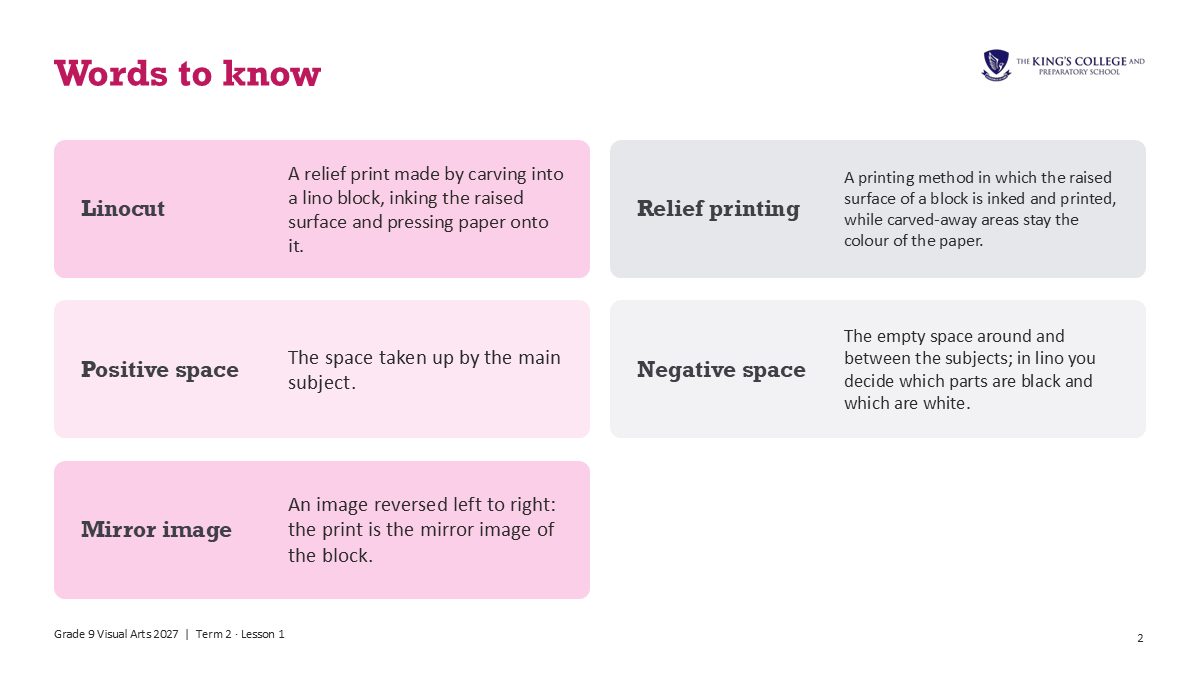 Words to know
THE KING'S COLLEGE AND
PREPARATORY SCHOOL
Linocut
A relief print made by carving into
a lino block, inking the raised
surface and pressing paper onto
it.
Relief printing
A printing method in which the raised
surface of a block is inked and printed,
while carved-away areas stay the
colour of the paper.
Positive space
The space taken up by the main
subject.
Negative space
The empty space around and
between the subjects; in lino you
decide which parts are black and
which are white.
Mirror image
An image reversed left to right:
the print is the mirror image of
the block.
Grade 9 Visual Arts 2027 | Term 2 · Lesson 1
2